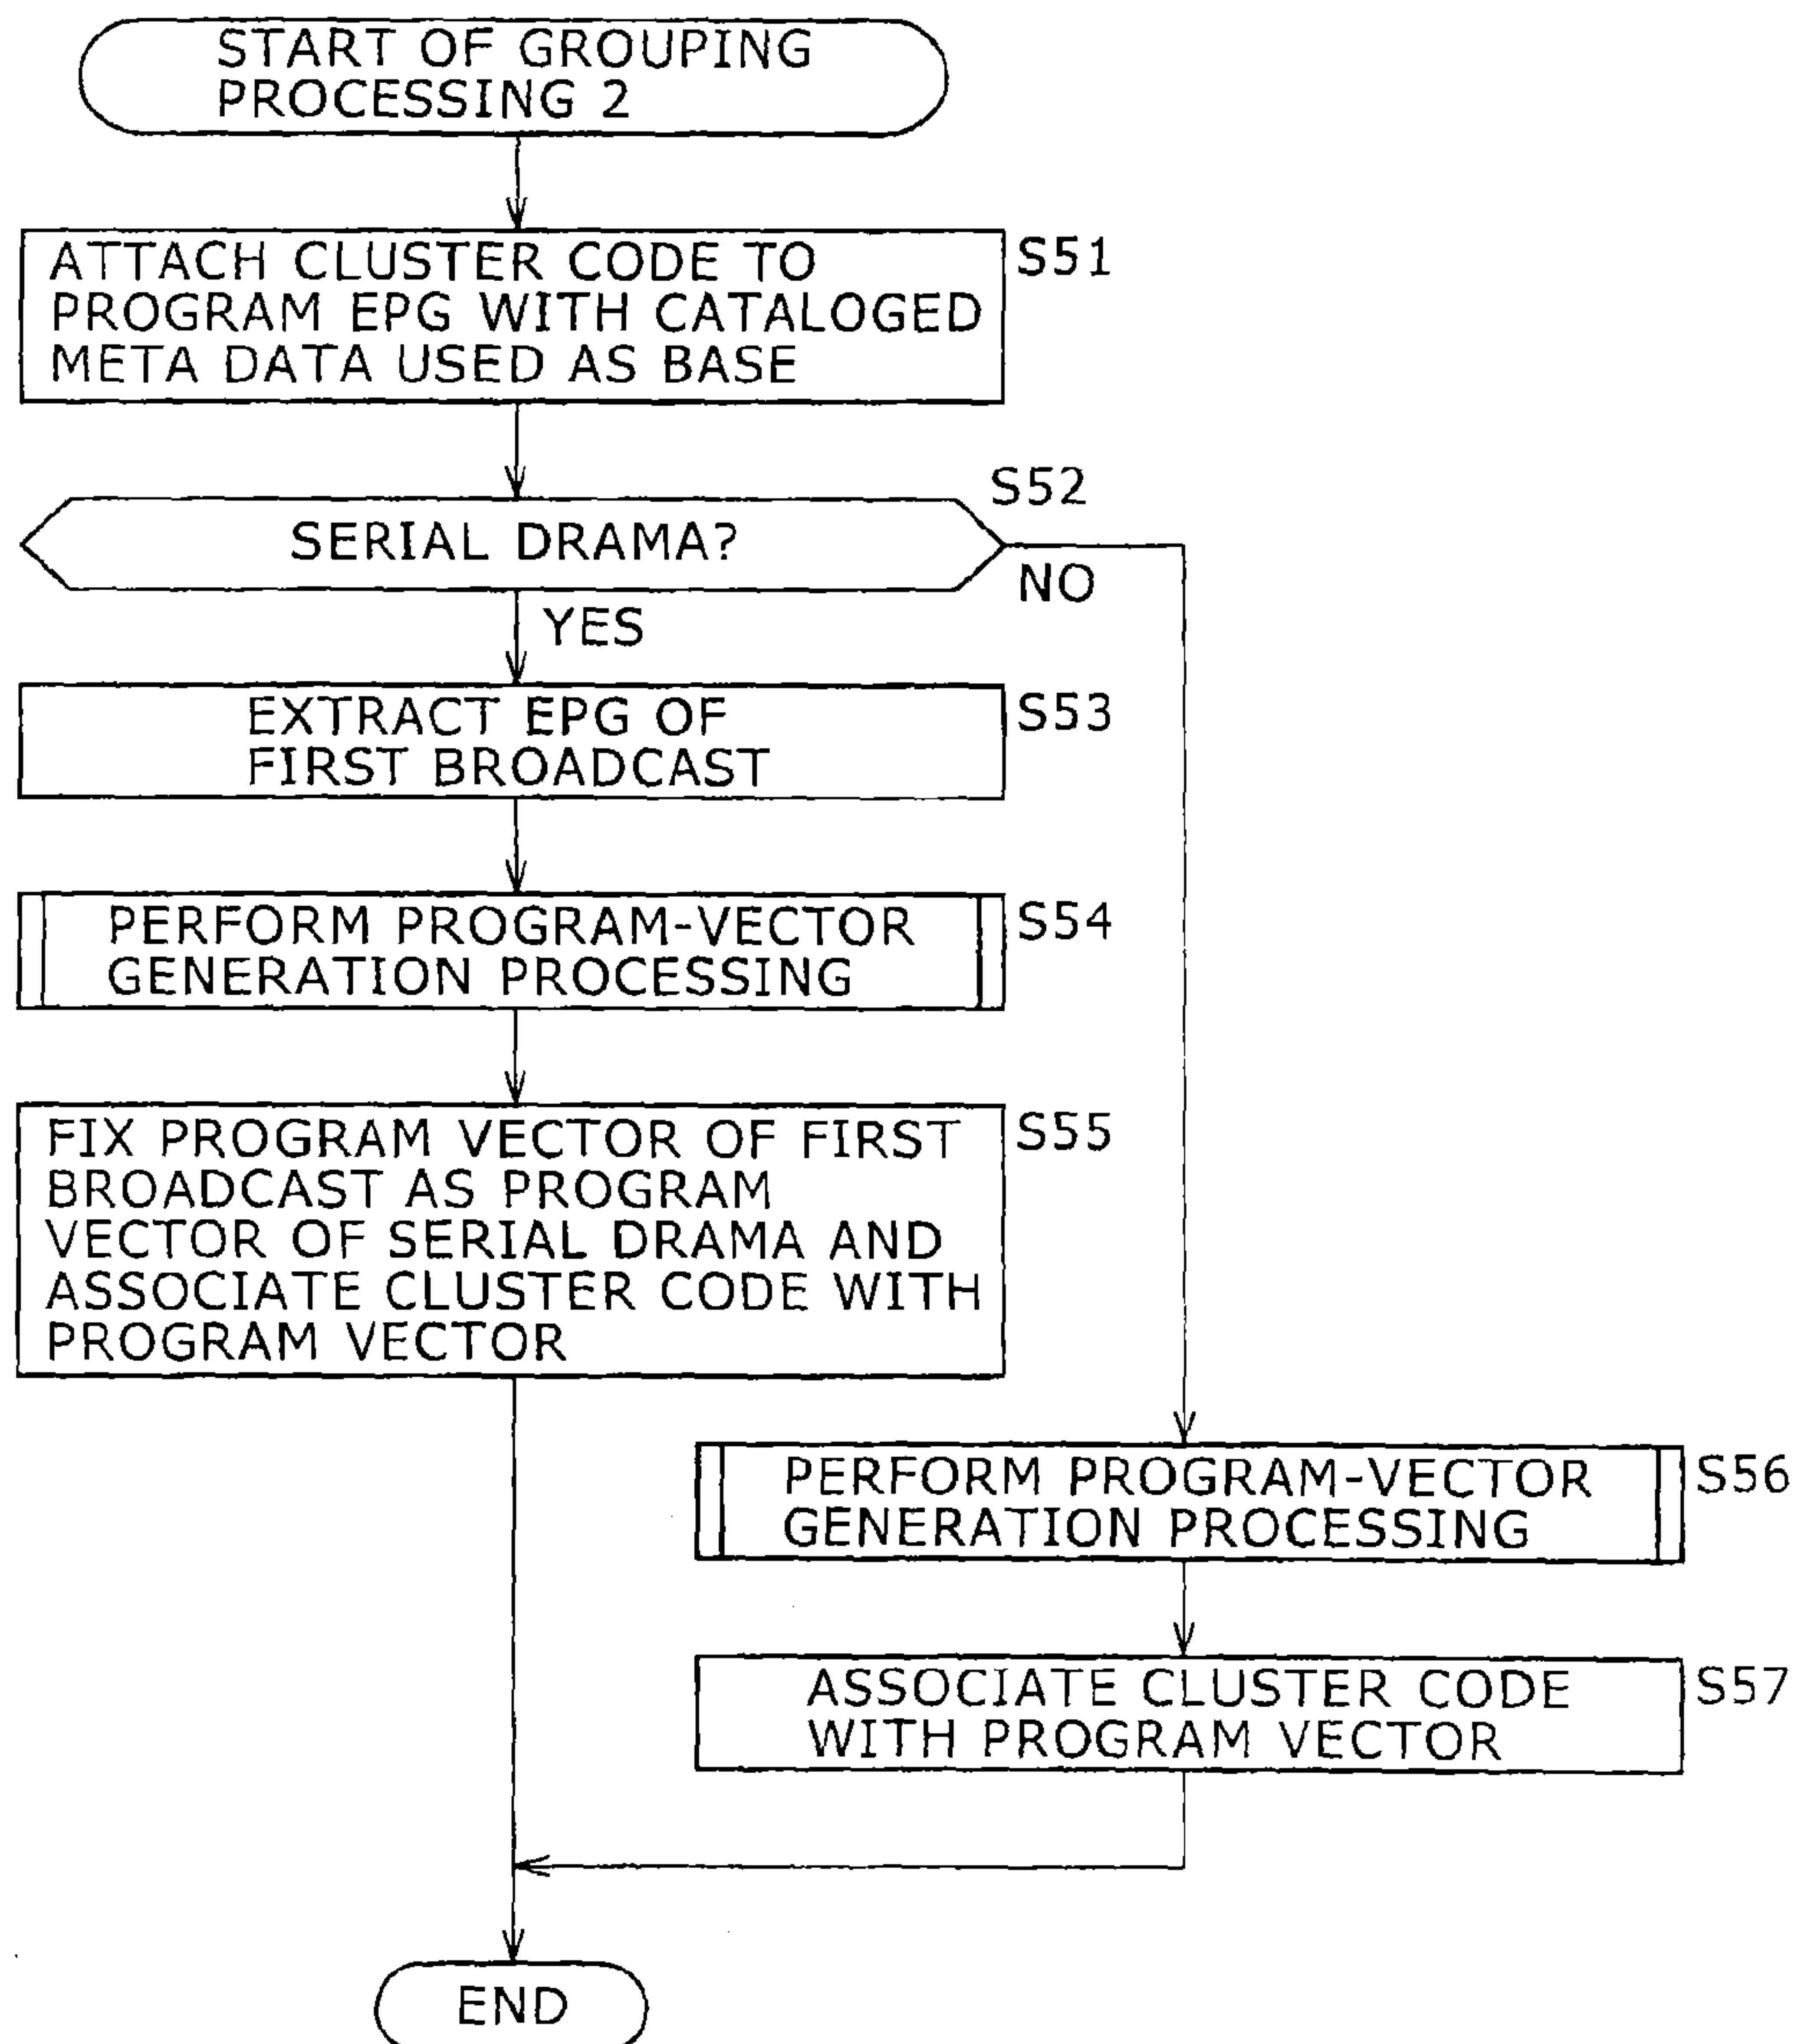 START OF GROUPING
PROCESSING 2
ATTACH CLUSTER CODE TO
PROGRAM EPG WITH CATALOGED
META DATA USED AS BASE
S51
S52
SERIAL DRAMA?
NO
YES
EXTRACT EPG OF
FIRST BROADCAST
S53
PERFORM PROGRAM-VECTOR
GENERATION PROCESSING
S54
FIX PROGRAM VECTOR OF FIRST
BROADCAST AS PROGRAM
VECTOR OF SERIAL DRAMA AND
ASSOCIATE CLUSTER CODE WITH
PROGRAM VECTOR
S55
PERFORM PROGRAM-VECTOR
GENERATION PROCESSING
S56
ASSOCIATE CLUSTER CODE
WITH PROGRAM VECTOR
S57
END